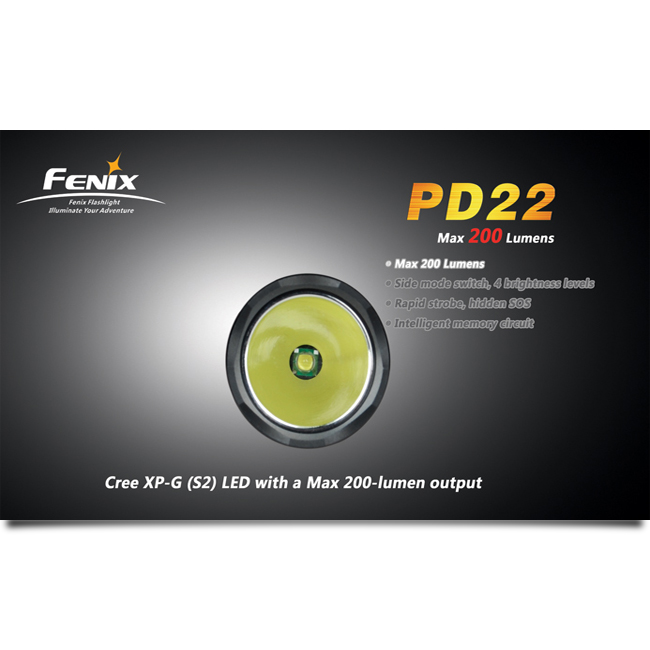 FENIX
Fenix Flashlight
Illuminate Your Adventure
PD22
Max 200 Lumens
• Max 200 Lumens
• Side mode switch, 4 brightness levels
• Rapid strobe, hidden SOS
• Intelligent memory circuit
Cree XP-G (S2) LED with a Max 200-lumen output